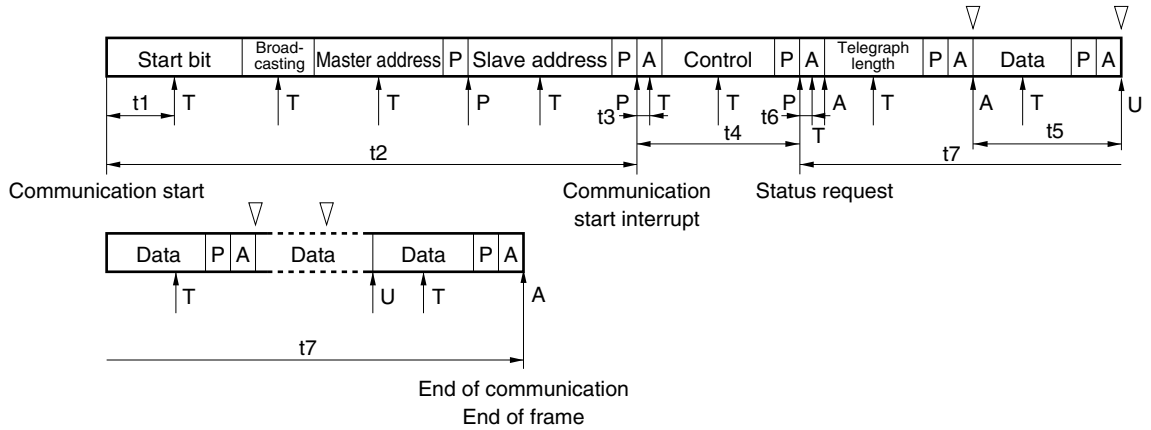 Start bit Broad-casting Master address P Slave address P A Control P A Telegraph length P A Data P A
t1 T T T P T P t3 T T P t6 T A T A T U
t2 t4 t5
t7
Communication start Communication start interrupt Status request
Data P A Data Data P A
T U T A
t7
End of communication
End of frame